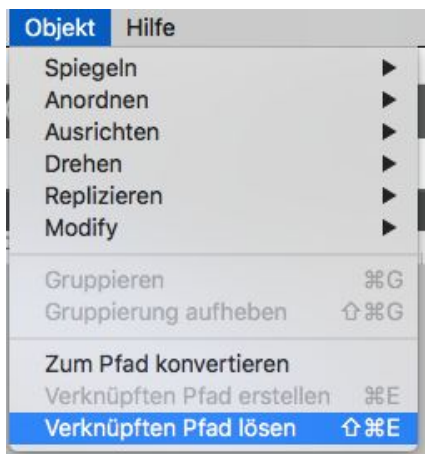 Objekt Hilfe
Spiegeln ▶
Anordnen ▶
Ausrichten ▶
Drehen ▶
Replizieren ▶
Modify ▶
Gruppieren ⌘G
Gruppierung aufheben ⇧⌘G
Zum Pfad konvertieren
Verknüpften Pfad erstellen ⌘E
Verknüpften Pfad lösen ⇧⌘E